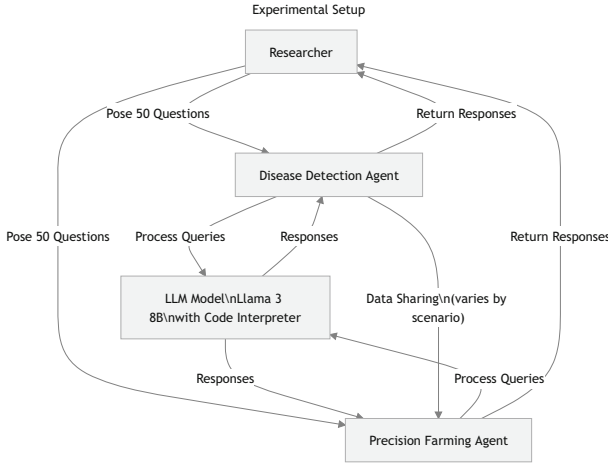 Experimental Setup
Researcher
Pose 50 Questions
Return Responses
Disease Detection Agent
Pose 50 Questions
Process Queries
Responses
Return Responses
LLM Model\nLlama 3
8B\nwith Code Interpreter
Data Sharing\n(varies by
scenario)
Responses
Process Queries
Precision Farming Agent